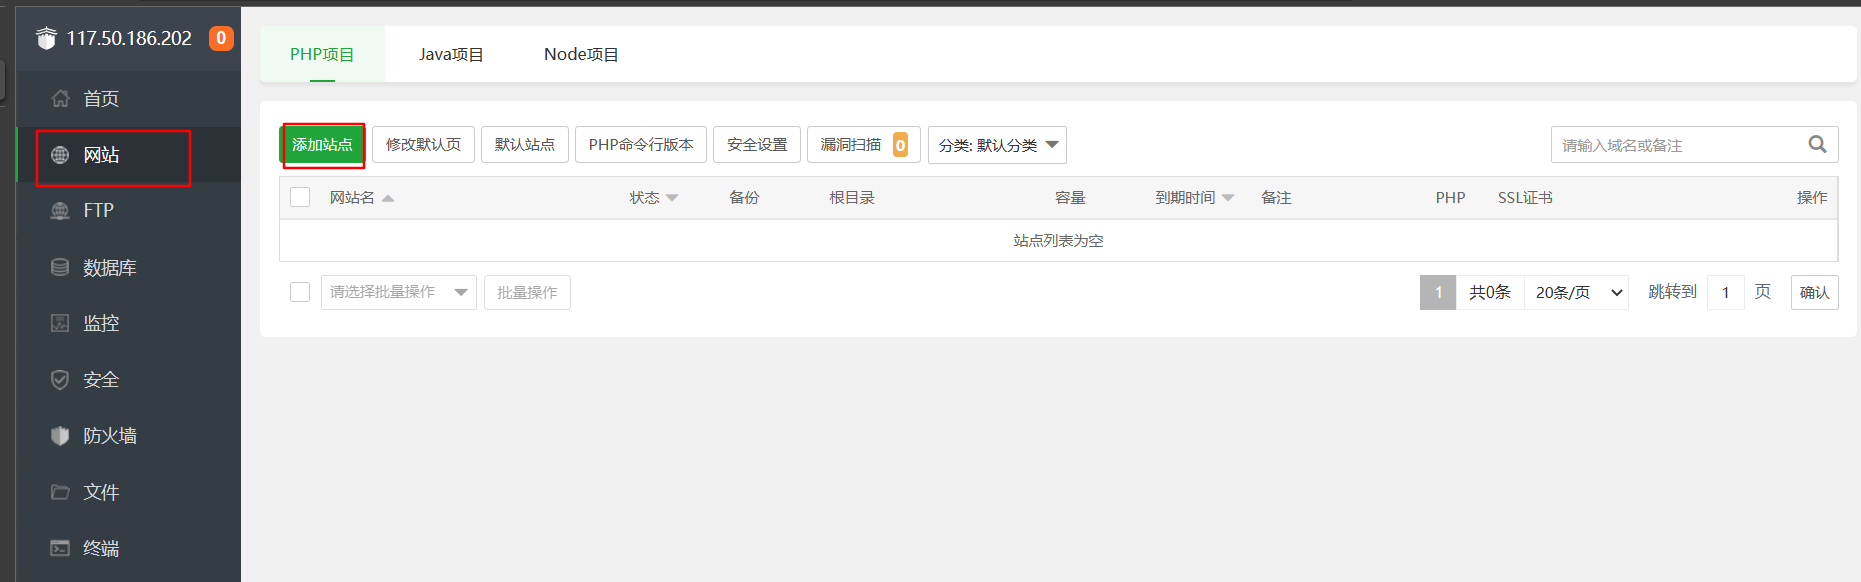 117.50.186.202 0
首页
网站
FTP
数据库
监控
安全
防火墙
文件
终端
PHP项目 Java项目 Node项目
添加站点 修改默认页 默认站点 PHP命令行版本 安全设置 漏洞扫描 0 分类: 默认分类 请输入域名或备注
网站名 状态 备份 根目录 容量 到期时间 备注 PHP SSL证书 操作
站点列表为空
请选择批量操作 批量操作 1 共0条 20条/页 跳转到 1 页 确认